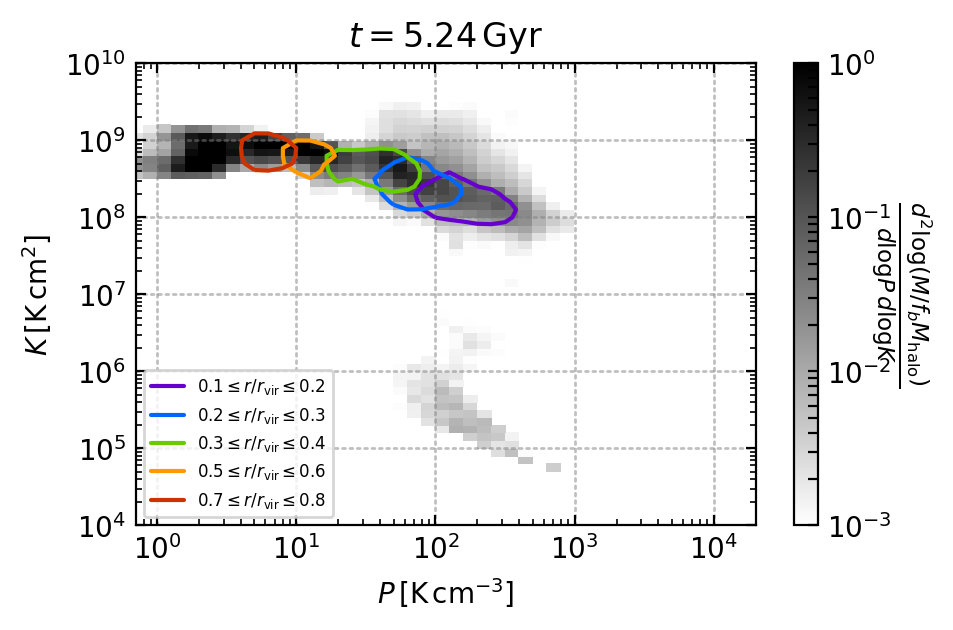 t = 5.24 Gyr
10^10
10^9
10^8
10^7
10^6
10^5
10^4
K [K cm^2]
0.1 ≤ r/r_vir ≤ 0.2
0.2 ≤ r/r_vir ≤ 0.3
0.3 ≤ r/r_vir ≤ 0.4
0.5 ≤ r/r_vir ≤ 0.6
0.7 ≤ r/r_vir ≤ 0.8
10^0 10^1 10^2 10^3 10^4
P [K cm^-3]
10^0
10^-1
10^-2
10^-3
d^2 log(M/f_b M_halo)
d log P d log K